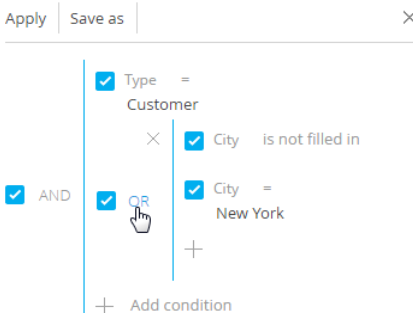 Apply Save as
Type =
Customer
City is not filled in
AND OR City =
New York
Add condition